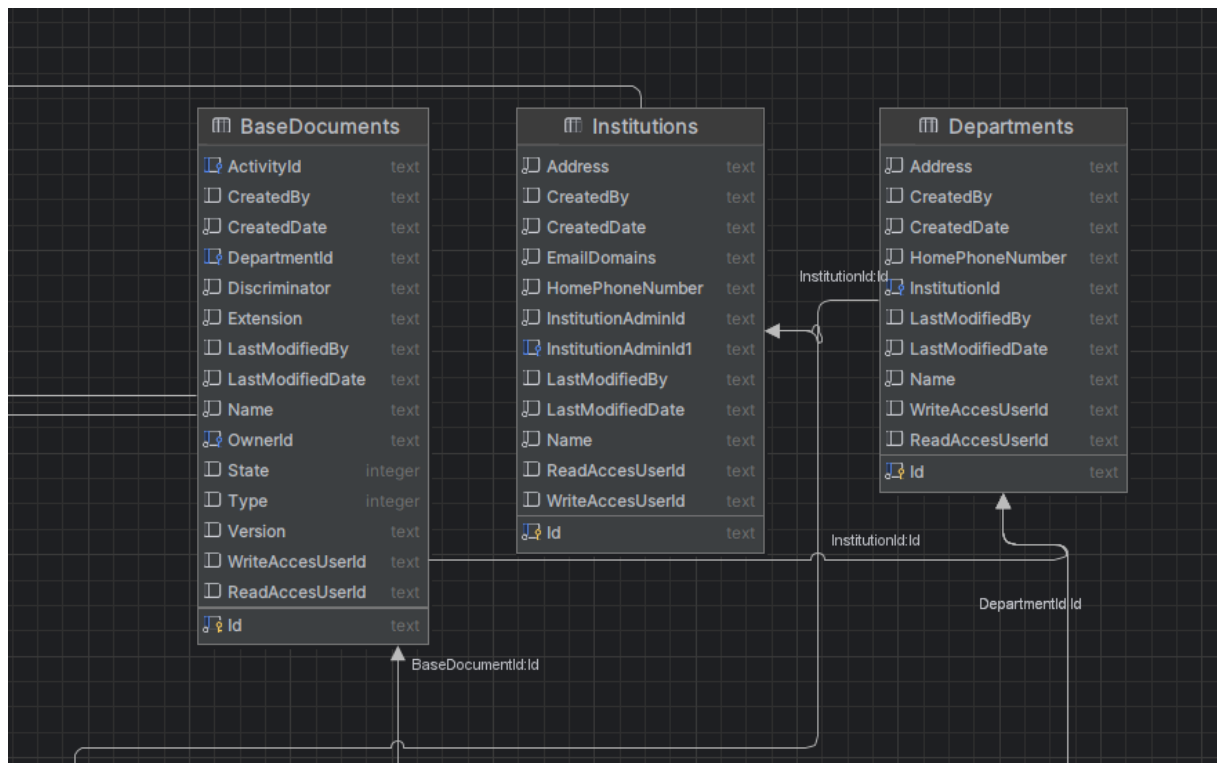 BaseDocuments
ActivityId text
CreatedBy text
CreatedDate text
DepartmentId text
Discriminator text
Extension text
LastModifiedBy text
LastModifiedDate text
Name text
OwnerId text
State integer
Type integer
Version text
WriteAccesUserId text
ReadAccesUserId text
Id text
BaseDocumentId:Id
Institutions
Address text
CreatedBy text
CreatedDate text
EmailDomains text
HomePhoneNumber text
InstitutionAdminId text
InstitutionAdminId1 text
LastModifiedBy text
LastModifiedDate text
Name text
ReadAccesUserId text
WriteAccesUserId text
Id text
InstitutionId:Id
InstitutionId:Id
Departments
Address text
CreatedBy text
CreatedDate text
HomePhoneNumber text
InstitutionId text
LastModifiedBy text
LastModifiedDate text
Name text
WriteAccesUserId text
ReadAccesUserId text
Id text
DepartmentId:Id